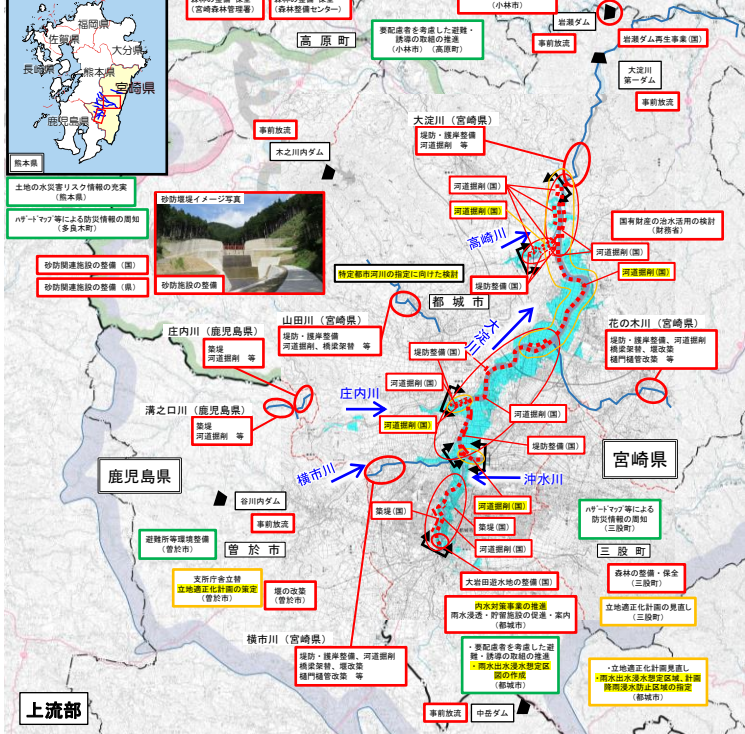 (宮崎森林管理署)
(森林整備センター)
(小林市)
岩瀬ダム
事前放流
岩瀬ダム再生事業(国)
高原町
要配慮者を考慮した避難・
誘導の取組の推進
(小林市)(高原町)
大淀川
第一ダム
事前放流
福岡県
佐賀県
大分県
長崎県
熊本県
宮崎県
鹿児島県
熊本県
大淀川(宮崎県)
堤防・護岸整備
河道掘削 等
事前放流
木之川内ダム
土地の水災害リスク情報の充実
(熊本県)
ハザードマップ等による防災情報の周知
(多良木町)
砂防関連施設の整備(国)
砂防関連施設の整備(県)
砂防堰堤イメージ写真
砂防施設の整備
河道掘削(国)
河道掘削(国)
高崎川
国有財産の治水活用の検討
(財務省)
河道掘削(国)
河道掘削(国)
堤防整備(国)
特定都市河川の指定に向けた検討
都城市
大淀川
山田川(宮崎県)
堤防・護岸整備
河道掘削、橋梁架替 等
花の木川(宮崎県)
堤防・護岸整備、河道掘削
橋梁架替、堰改築
樋門樋管改築 等
庄内川(鹿児島県)
築堤
河道掘削 等
堤防整備(国)
河道掘削(国)
庄内川
河道掘削(国)
河道掘削(国)
堤防整備(国)
溝之口川(鹿児島県)
築堤
河道掘削 等
鹿児島県
宮崎県
横市川
沖水川
谷川内ダム
事前放流
築堤(国)
河道掘削(国)
築堤(国)
河道掘削(国)
ハザードマップ等による
防災情報の周知
(三股町)
避難所等環境整備
(曽於市)
曽於市
三股町
支所庁舎立替
立地適正化計画の策定
(曽於市)
堰の改築
(曽於市)
大岩田遊水地の整備(国)
森林の整備・保全
(三股町)
内水対策事業の推進
雨水浸透・貯留施設の促進・案内
(都城市)
立地適正化計画の見直し
(三股町)
横市川(宮崎県)
堤防・護岸整備、河道掘削
橋梁架替、堰改築
樋門樋管改築 等
・要配慮者を考慮した避
難・誘導の取組の推進
・雨水出水浸水想定区
図の作成
(都城市)
・立地適正化計画見直し
・雨水出水浸水想定区域、計画
降雨浸水防止区域の指定
(都城市)
上流部
事前放流
中岳ダム